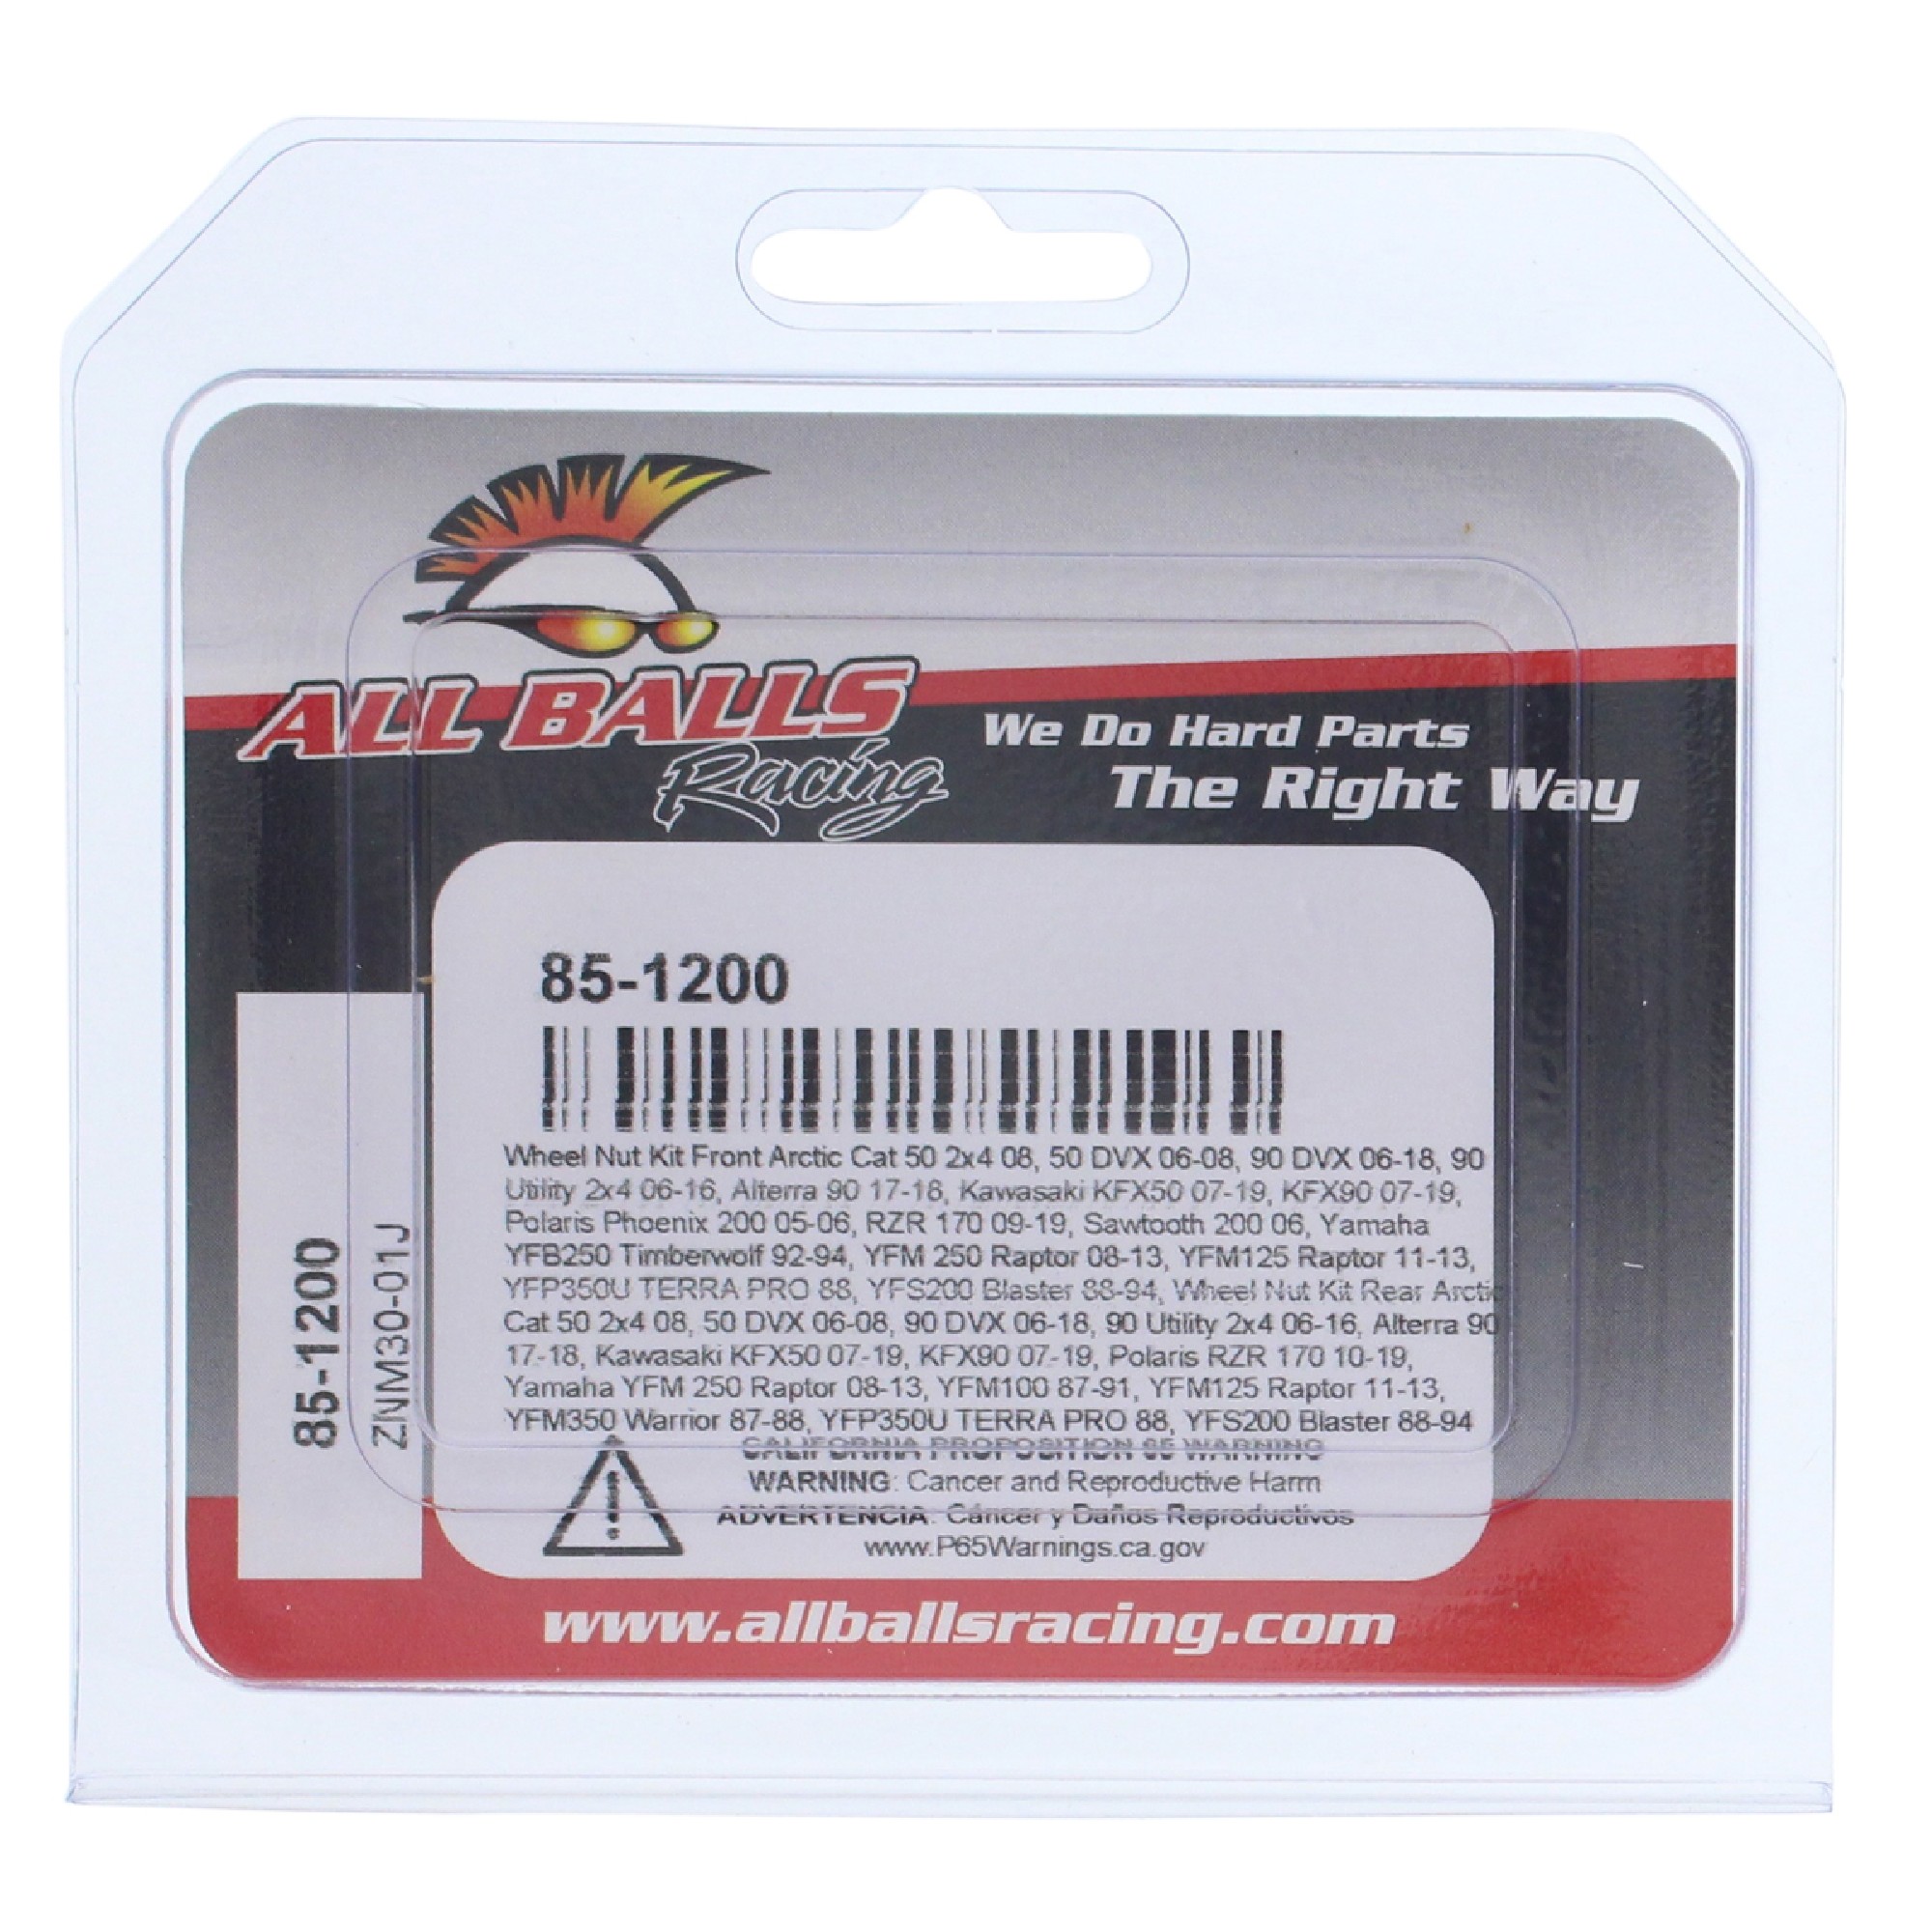 ALL BALLS
Racing
We Do Hard Parts
The Right Way
85-1200
Wheel Nut Kit Front Arctic Cat 50 2x4 08, 50 DVX 06-08, 90 DVX 06-18, 90
Utility 2x4 06-16, Alterra 90 17-18, Kawasaki KFX50 07-19, KFX90 07-19,
Polaris Phoenix 200 05-06, RZR 170 09-19, Sawtooth 200 06, Yamaha
YFB250 Timberwolf 92-94, YFM 250 Raptor 08-13, YFM125 Raptor 11-13,
YFP350U TERRA PRO 88, YFS200 Blaster 88-94, Wheel Nut Kit Rear Arctic
Cat 50 2x4 08, 50 DVX 06-08, 90 DVX 06-18, 90 Utility 2x4 06-16, Alterra 90
17-18, Kawasaki KFX50 07-19, KFX90 07-19, Polaris RZR 170 10-19,
Yamaha YFM 250 Raptor 08-13, YFM100 87-91, YFM125 Raptor 11-13,
YFM350 Warrior 87-88, YFP350U TERRA PRO 88, YFS200 Blaster 88-94
CALIFORNIA PROPOSITION 65 WARNING
WARNING: Cancer and Reproductive Harm
ADVERTENCIA: Cáncer y Daños Reproductivos
www.P65Warnings.ca.gov
85-1200
ZNM30-01J
www.allballsracing.com